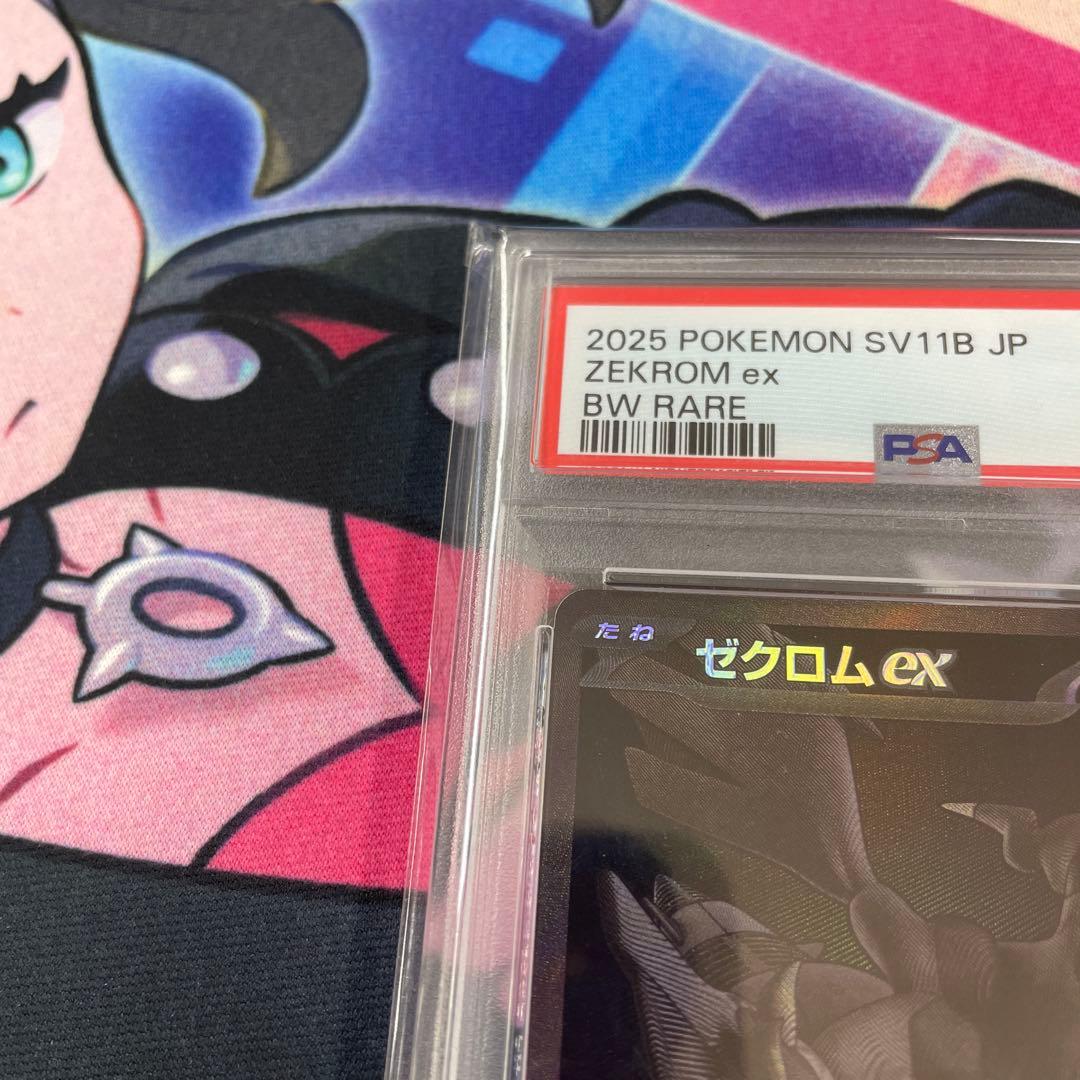 2025 POKEMON SV11B JP
ZEKROM ex
BW RARE
PSA
たね
ゼクロムex